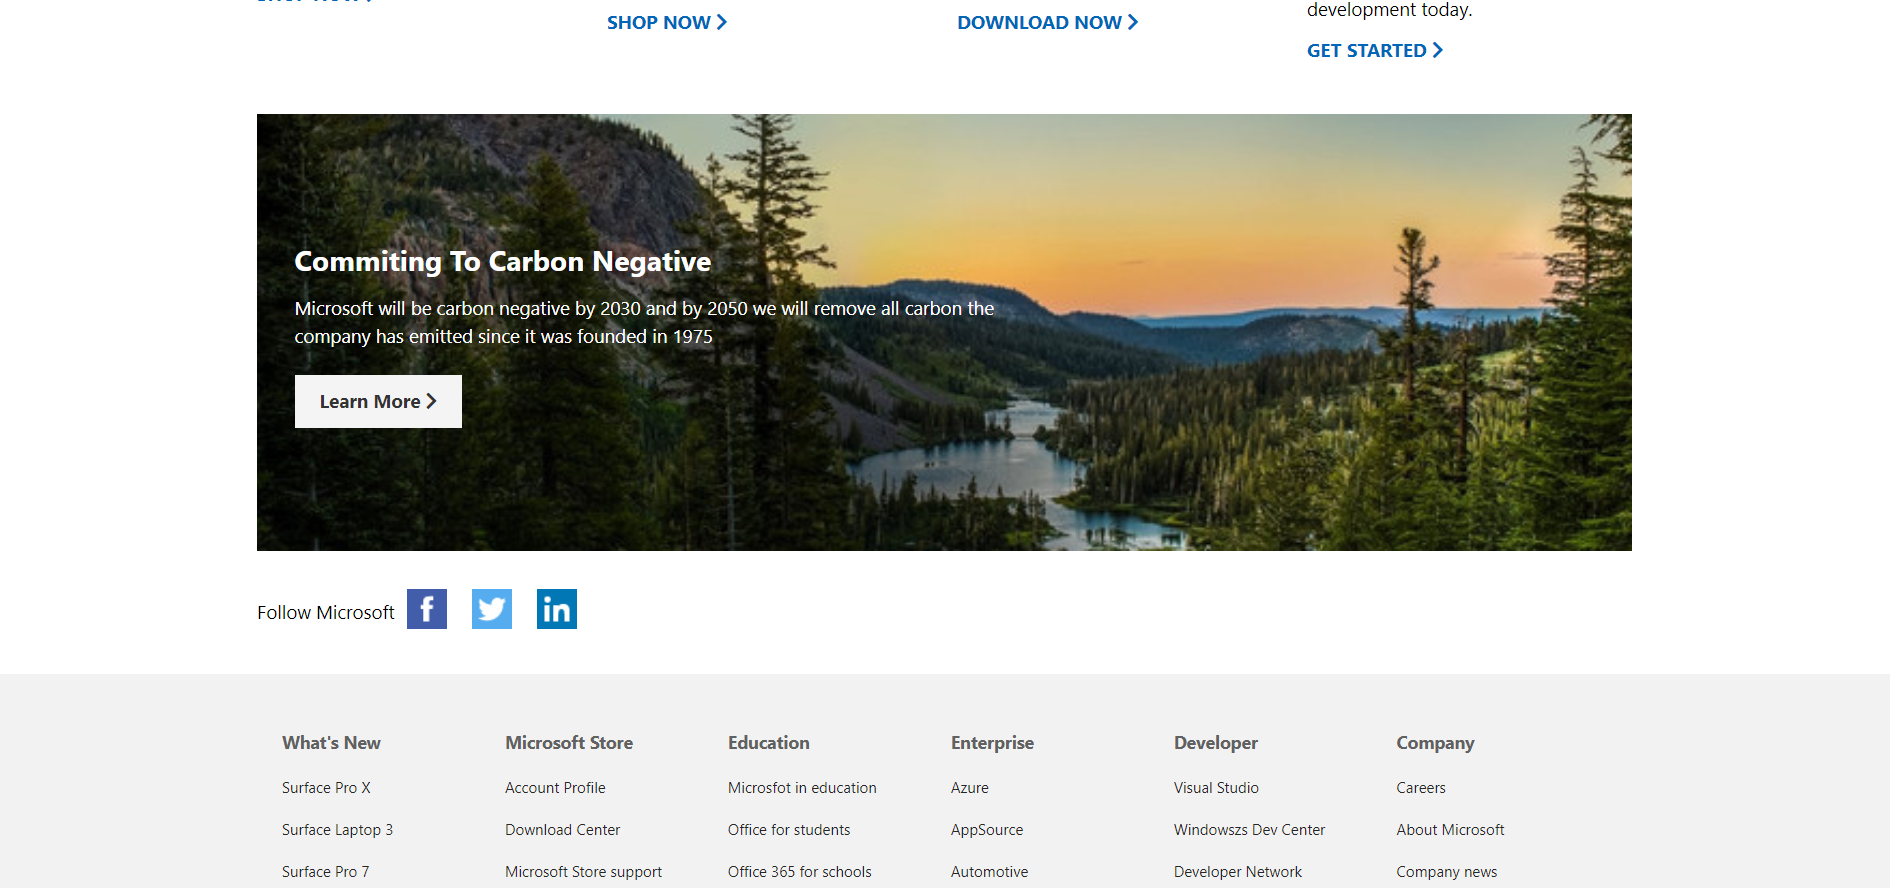 SHOP NOW
SHOP NOW
DOWNLOAD NOW
development today.
GET STARTED
Commiting To Carbon Negative
Microsoft will be carbon negative by 2030 and by 2050 we will remove all carbon the
company has emitted since it was founded in 1975
Learn More
Follow Microsoft
What's New
Microsoft Store
Education
Enterprise
Developer
Company
Surface Pro X
Account Profile
Microsfot in education
Azure
Visual Studio
Careers
Surface Laptop 3
Download Center
Office for students
AppSource
Windowszs Dev Center
About Microsoft
Surface Pro 7
Microsoft Store support
Office 365 for schools
Automotive
Developer Network
Company news